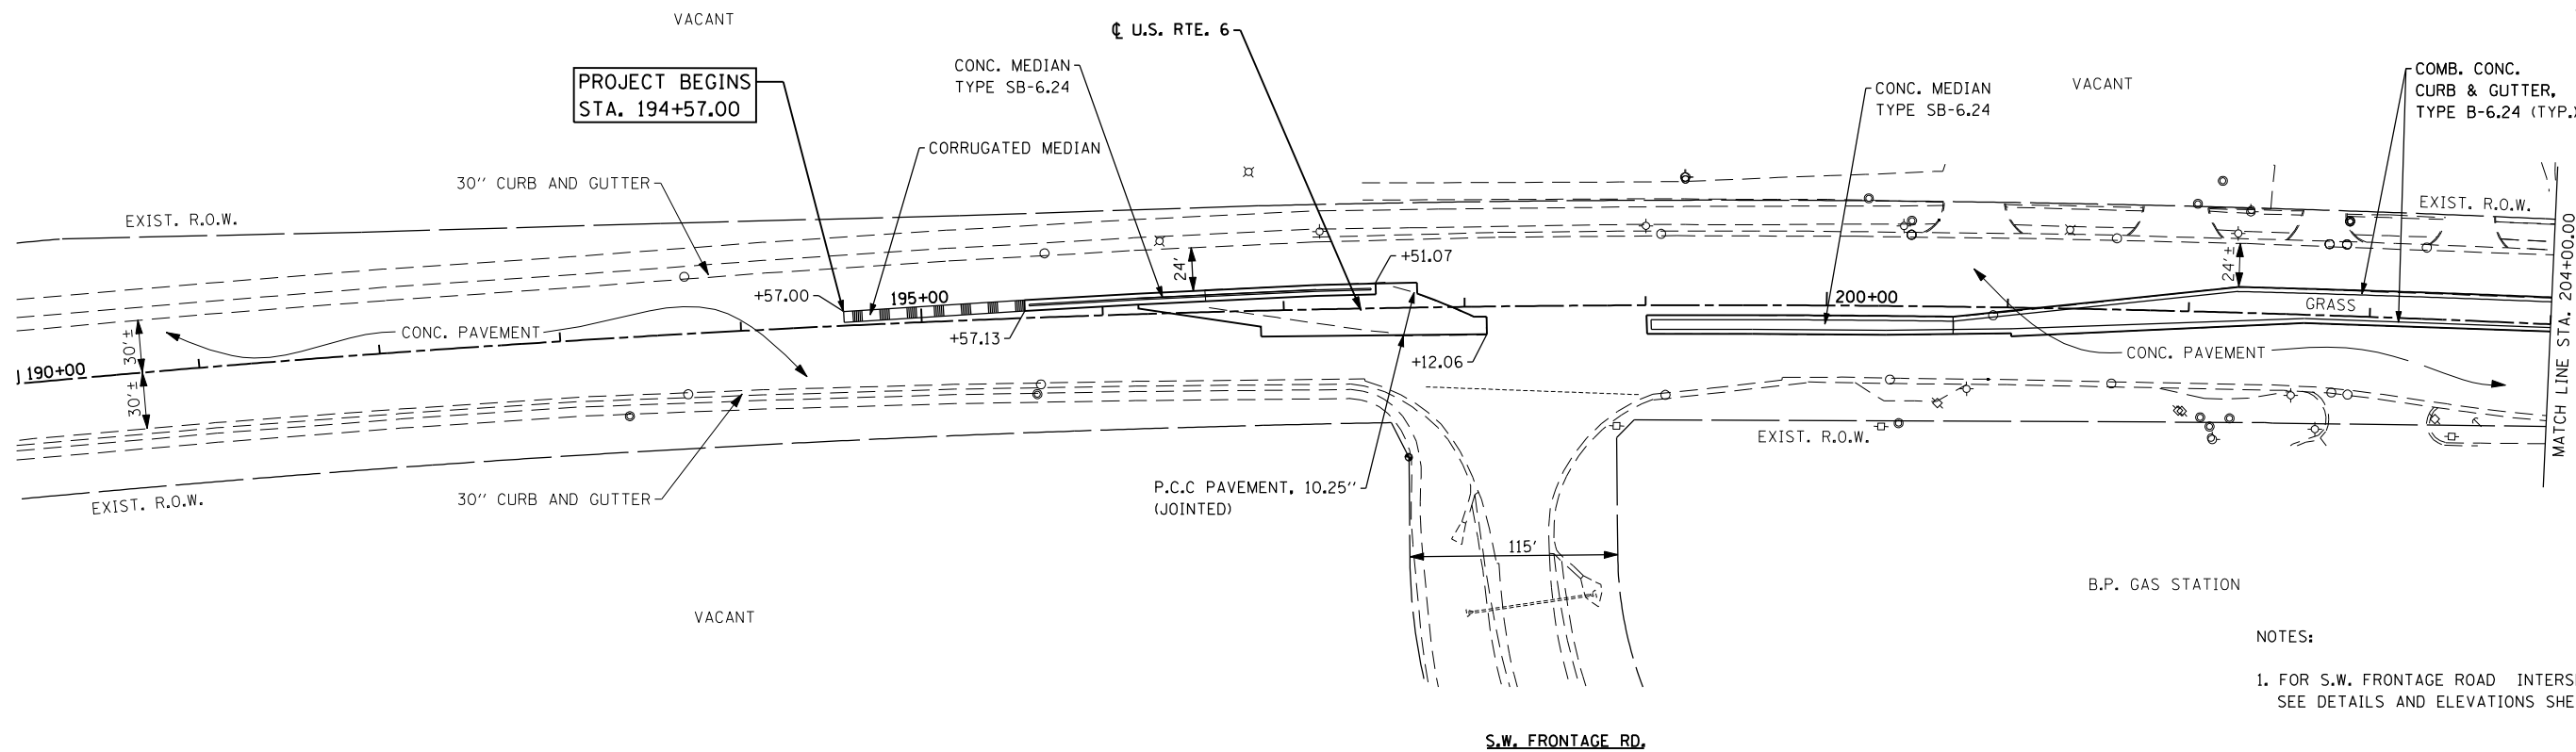 VACANT
℄ U.S. RTE. 6
PROJECT BEGINS
STA. 194+57.00
CONC. MEDIAN
TYPE SB-6.24
CONC. MEDIAN
TYPE SB-6.24
VACANT
COMB. CONC.
CURB & GUTTER,
TYPE B-6.24 (TYP.)
CORRUGATED MEDIAN
30'' CURB AND GUTTER
EXIST. R.O.W.
EXIST. R.O.W.
+51.07
24'
24'±
+57.00
195+00
200+00
GRASS
MATCH LINE STA. 204+00.00
CONC. PAVEMENT
+57.13
+12.06
CONC. PAVEMENT
190+00
30'±
30'±
EXIST. R.O.W.
EXIST. R.O.W.
30'' CURB AND GUTTER
P.C.C PAVEMENT, 10.25''
(JOINTED)
115'
VACANT
B.P. GAS STATION
NOTES:
1. FOR S.W. FRONTAGE ROAD INTERS
SEE DETAILS AND ELEVATIONS SHE
S.W. FRONTAGE RD.